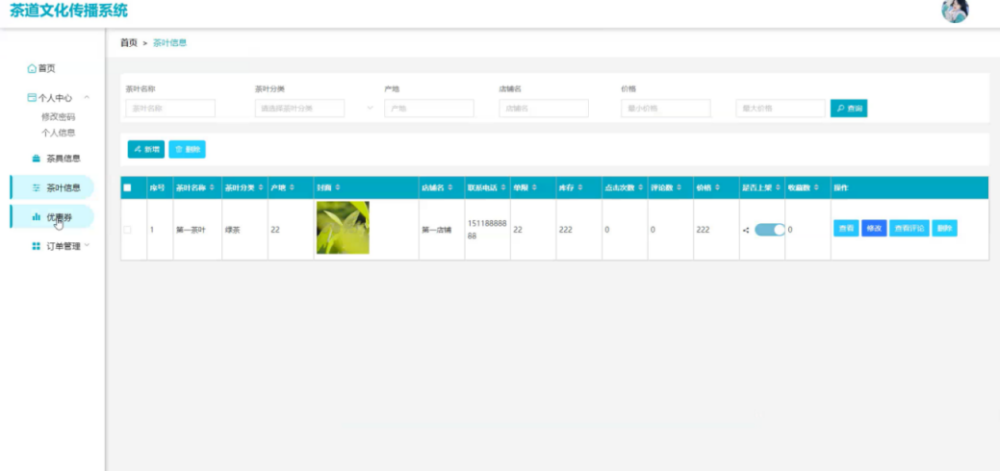 茶道文化传播系统
首页 > 茶叶信息
首页
个人中心
修改密码
个人信息
茶具信息
茶叶信息
优惠券
订单管理
茶叶名称 茶叶分类 产地 店铺名 价格
茶叶名称 请选择茶叶分类 产地 店铺名 最小价格 最大价格 查询
新增 删除
序号 茶叶名称 茶叶分类 产地 封面 店铺名 联系电话 单限 库存 点击次数 评论数 价格 是否上架 收藏数 操作
1 第一茶叶 绿茶 22 第一店铺 151188888 22 222 0 0 222 0 查看 修改 查看评论 删除
88